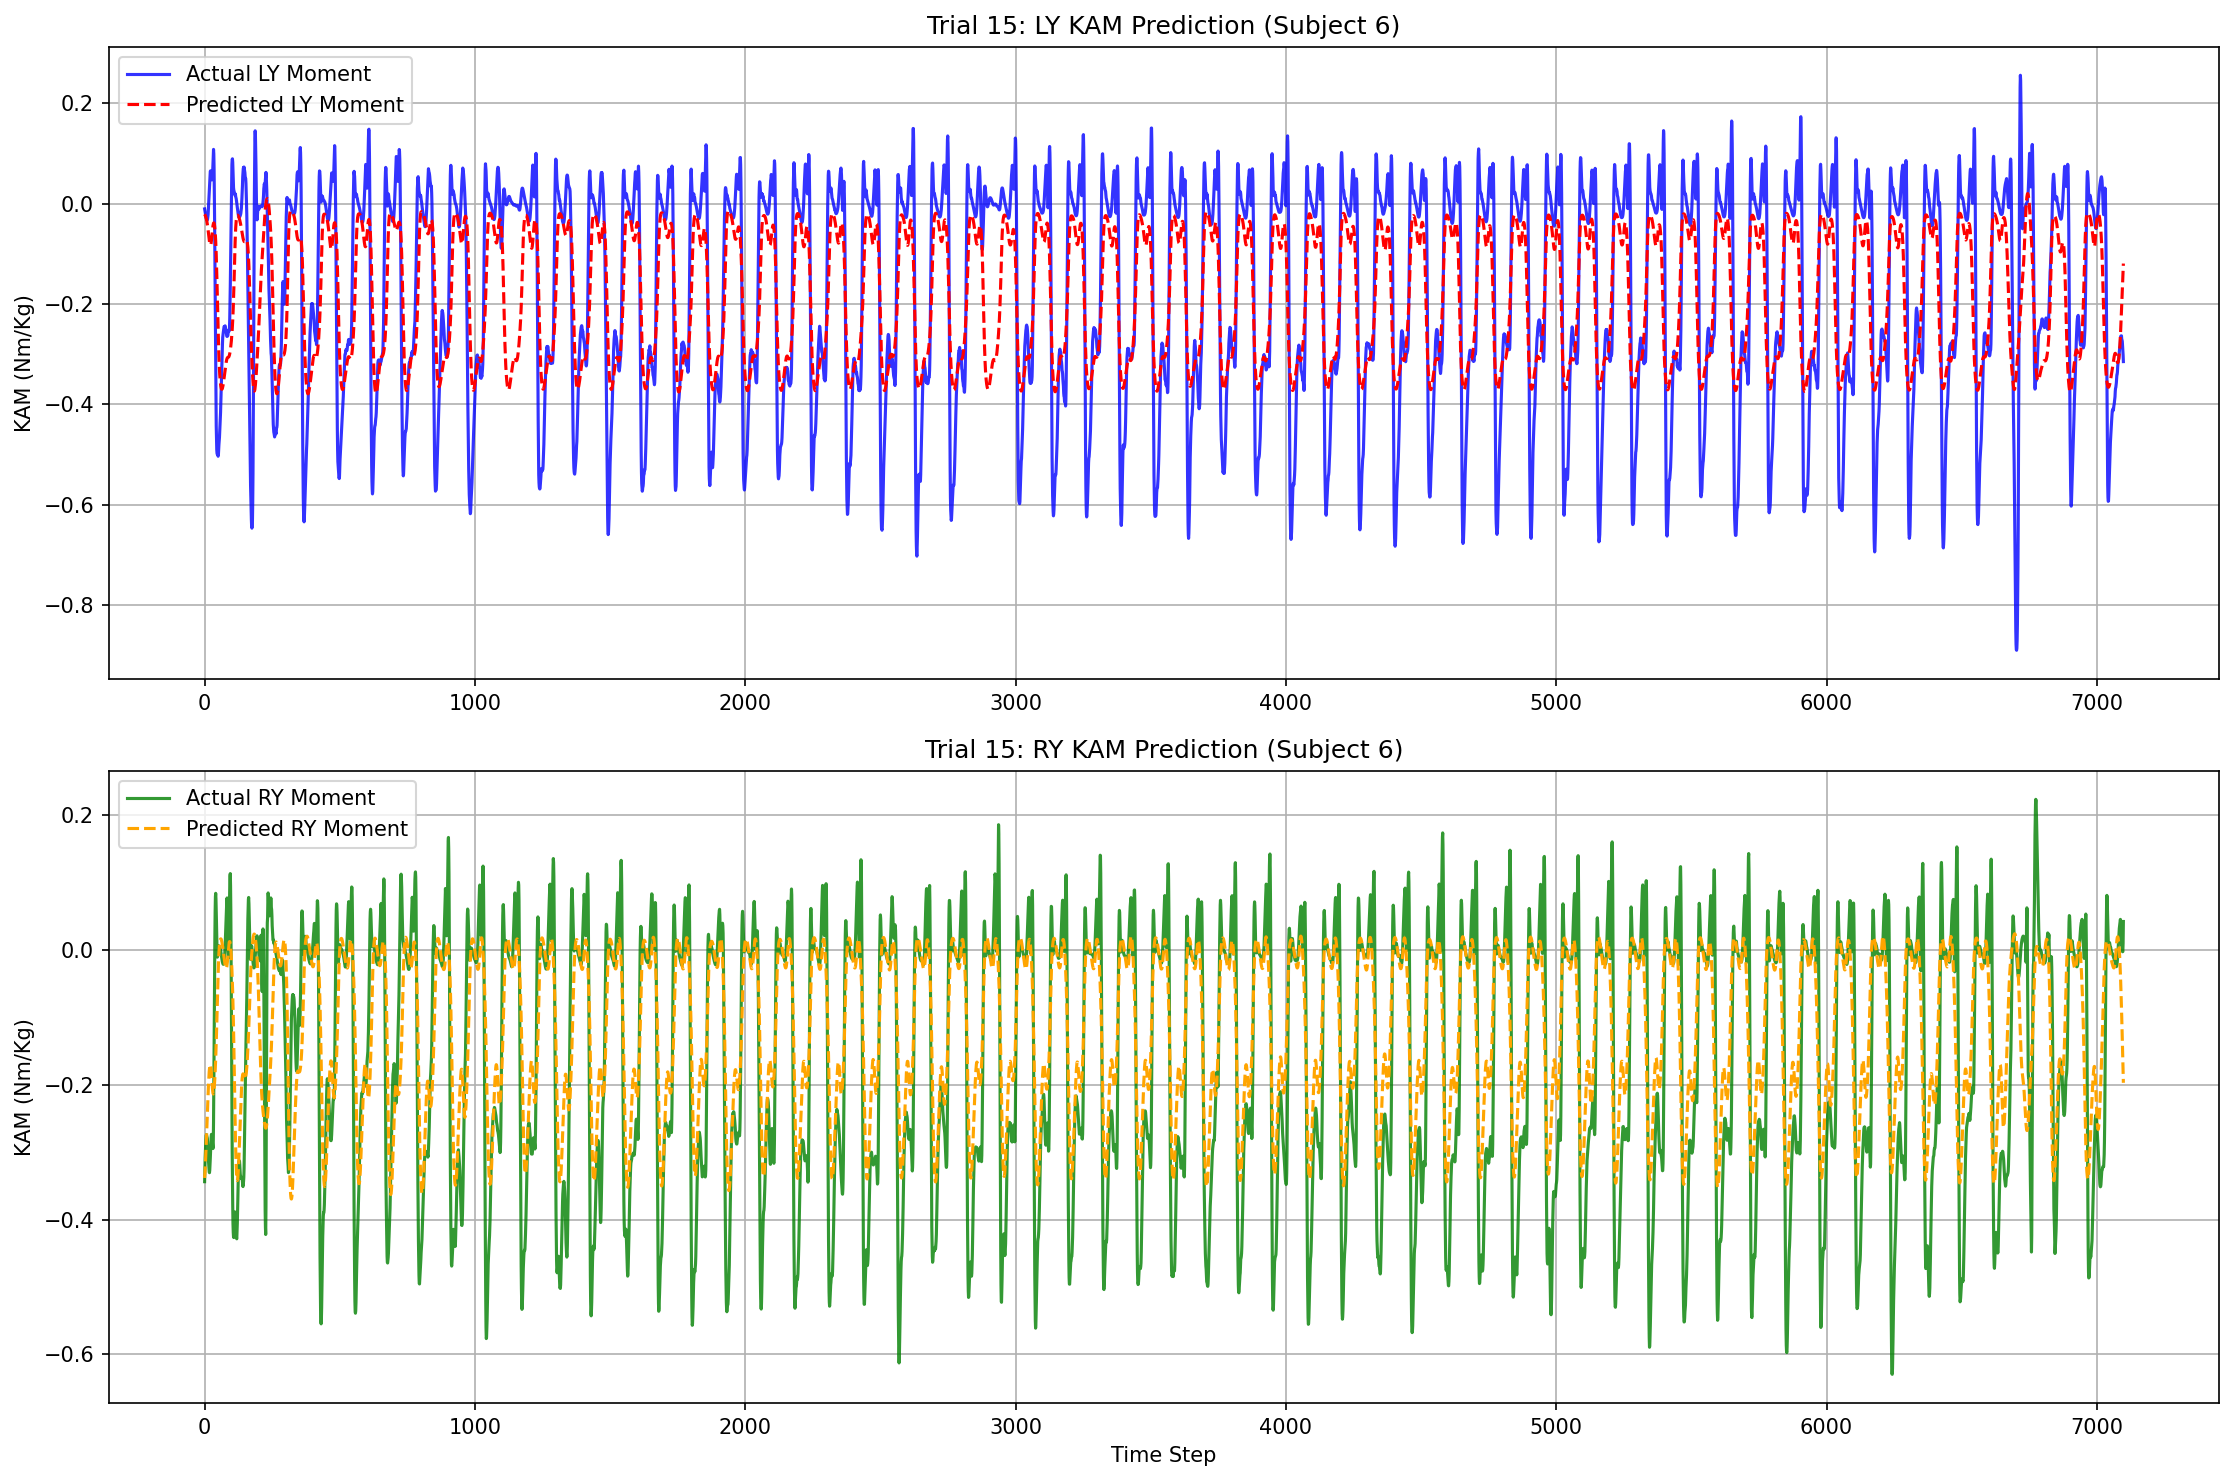 Trial 15: LY KAM Prediction (Subject 6)
Actual LY Moment
Predicted LY Moment
KAM (Nm/Kg)
0.2
0.0
−0.2
−0.4
−0.6
−0.8
0 1000 2000 3000 4000 5000 6000 7000
Trial 15: RY KAM Prediction (Subject 6)
Actual RY Moment
Predicted RY Moment
KAM (Nm/Kg)
0.2
0.0
−0.2
−0.4
−0.6
0 1000 2000 3000 4000 5000 6000 7000
Time Step